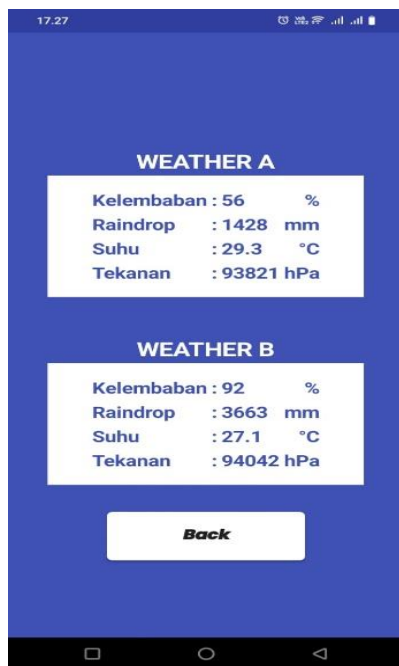 17.27
WEATHER A
Kelembaban : 56 %
Raindrop : 1428 mm
Suhu : 29.3 °C
Tekanan : 93821 hPa
WEATHER B
Kelembaban : 92 %
Raindrop : 3663 mm
Suhu : 27.1 °C
Tekanan : 94042 hPa
Back